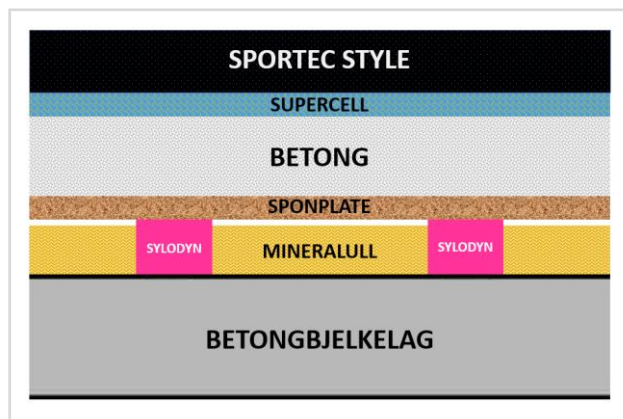 SPORTEC STYLE
SUPERCELL
BETONG
SPONPLATE
SYLODYN
MINERALULL
SYLODYN
BETONGBJELKELAG